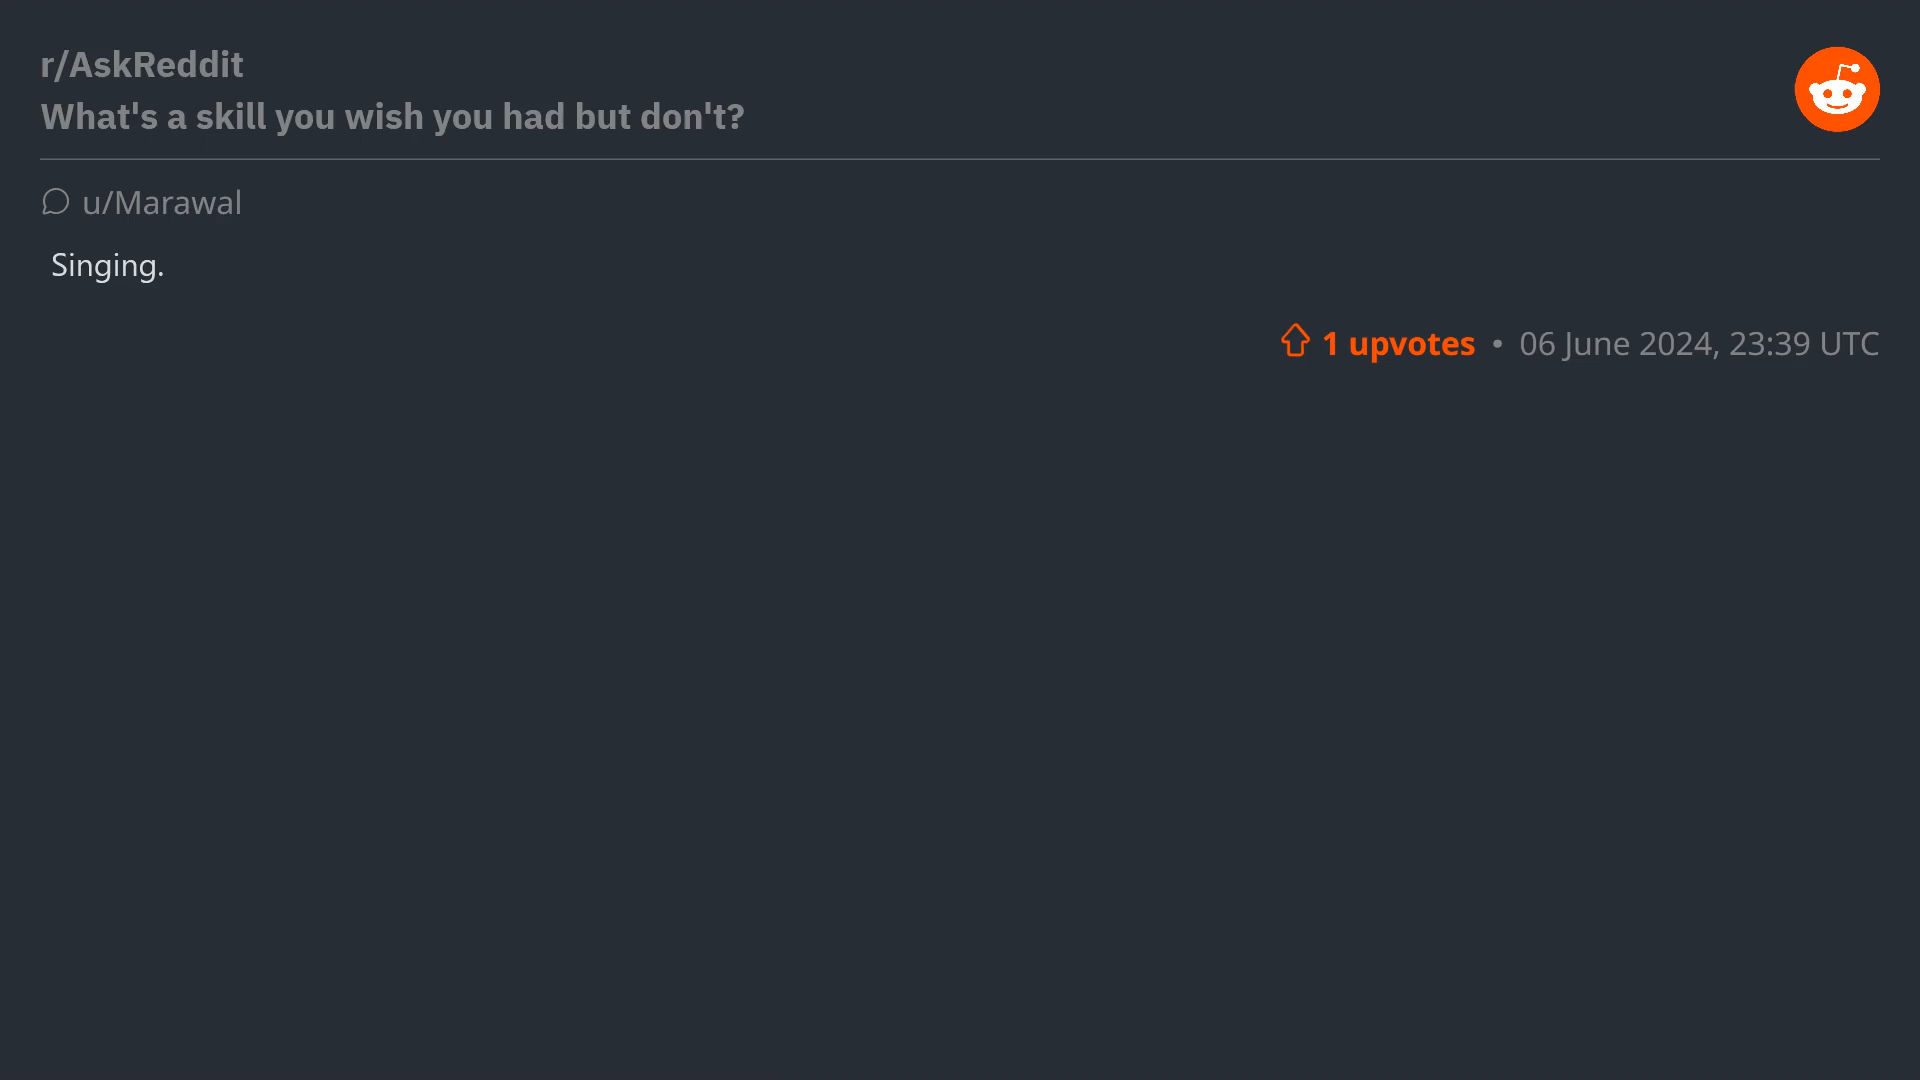 r/AskReddit
What's a skill you wish you had but don't?
u/Marawal
Singing.
1 upvotes • 06 June 2024, 23:39 UTC